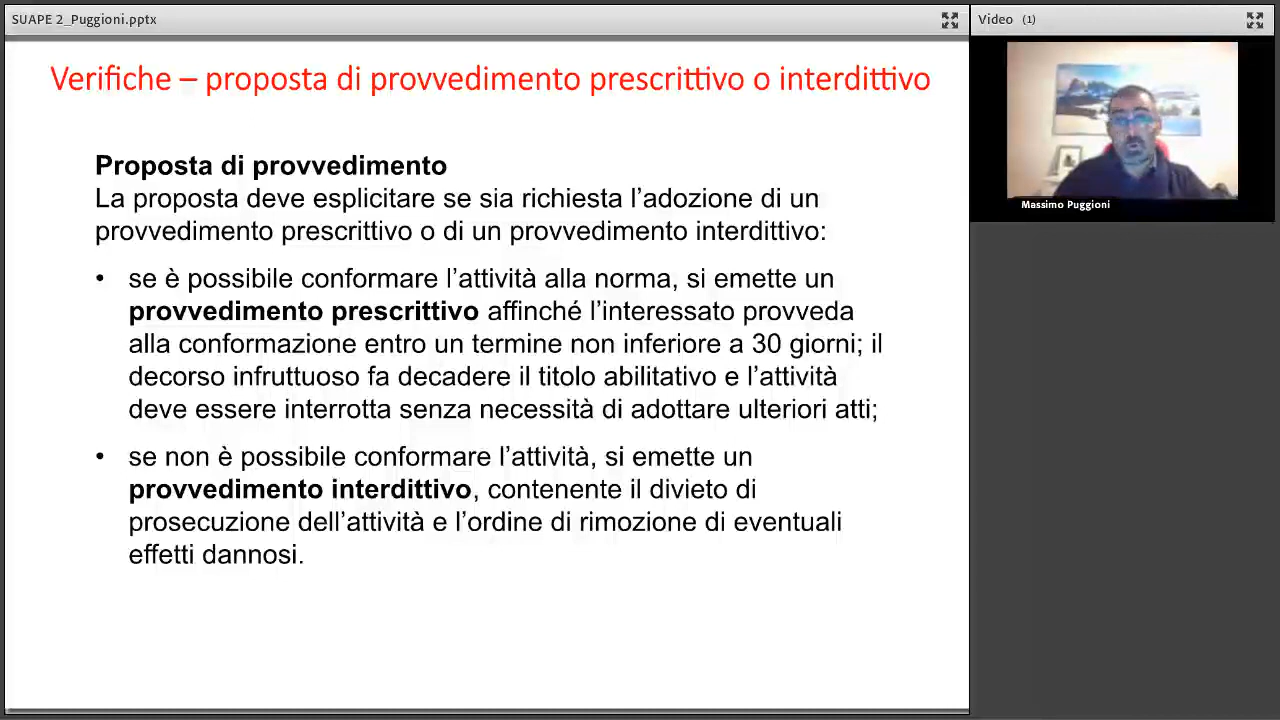 SUAPE 2_Puggioni.pptx
Video (1)
Verifiche – proposta di provvedimento prescrittivo o interdittivo
Massimo Puggioni
Proposta di provvedimento
La proposta deve esplicitare se sia richiesta l’adozione di un
provvedimento prescrittivo o di un provvedimento interdittivo:
• se è possibile conformare l’attività alla norma, si emette un
provvedimento prescrittivo affinché l’interessato provveda
alla conformazione entro un termine non inferiore a 30 giorni; il
decorso infruttuoso fa decadere il titolo abilitativo e l’attività
deve essere interrotta senza necessità di adottare ulteriori atti;
• se non è possibile conformare l’attività, si emette un
provvedimento interdittivo, contenente il divieto di
prosecuzione dell’attività e l’ordine di rimozione di eventuali
effetti dannosi.